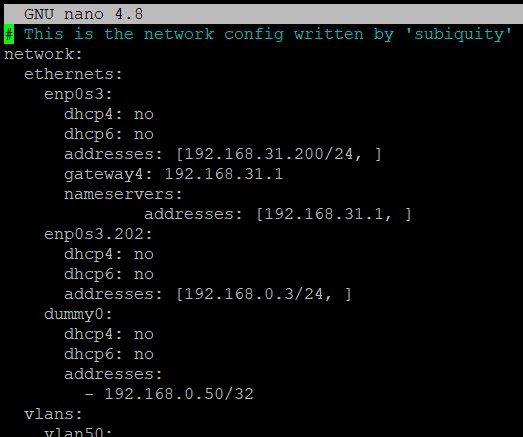 GNU nano 4.8
# This is the network config written by 'subiquity'
network:
  ethernets:
    enp0s3:
      dhcp4: no
      dhcp6: no
      addresses: [192.168.31.200/24, ]
      gateway4: 192.168.31.1
      nameservers:
              addresses: [192.168.31.1, ]
    enp0s3.202:
      dhcp4: no
      dhcp6: no
      addresses: [192.168.0.3/24, ]
    dummy0:
      dhcp4: no
      dhcp6: no
      addresses:
        - 192.168.0.50/32
  vlans:
    vlan50: